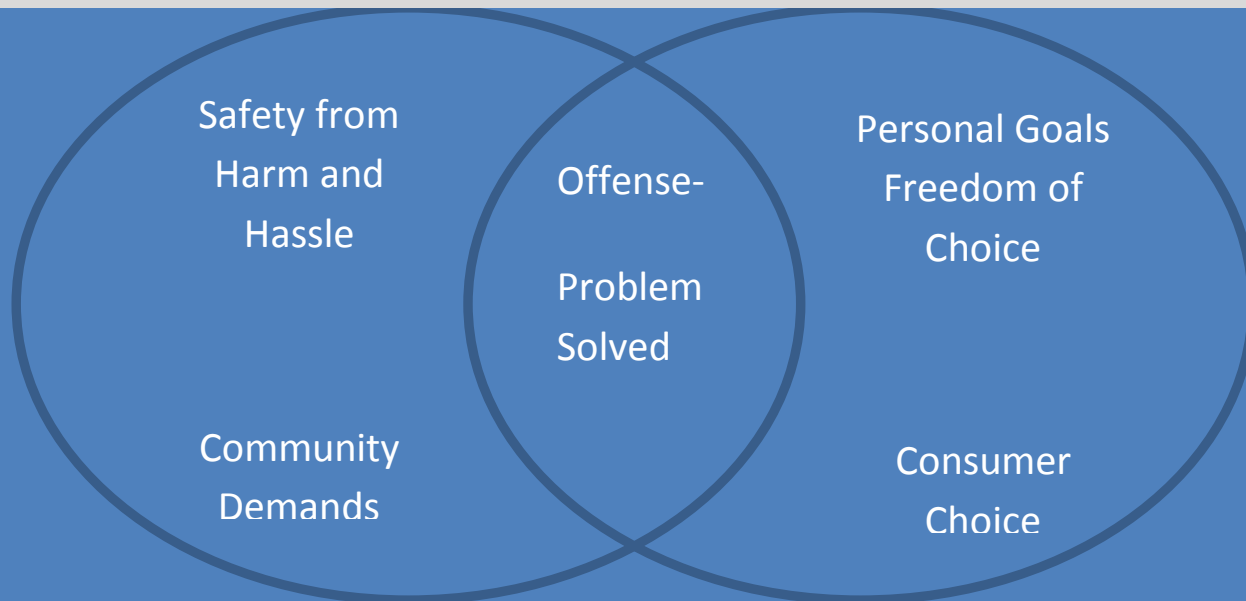 Safety from
Harm and
Hassle
Community
Demands
Offense-
Problem
Solved
Personal Goals
Freedom of
Choice
Consumer
Choice